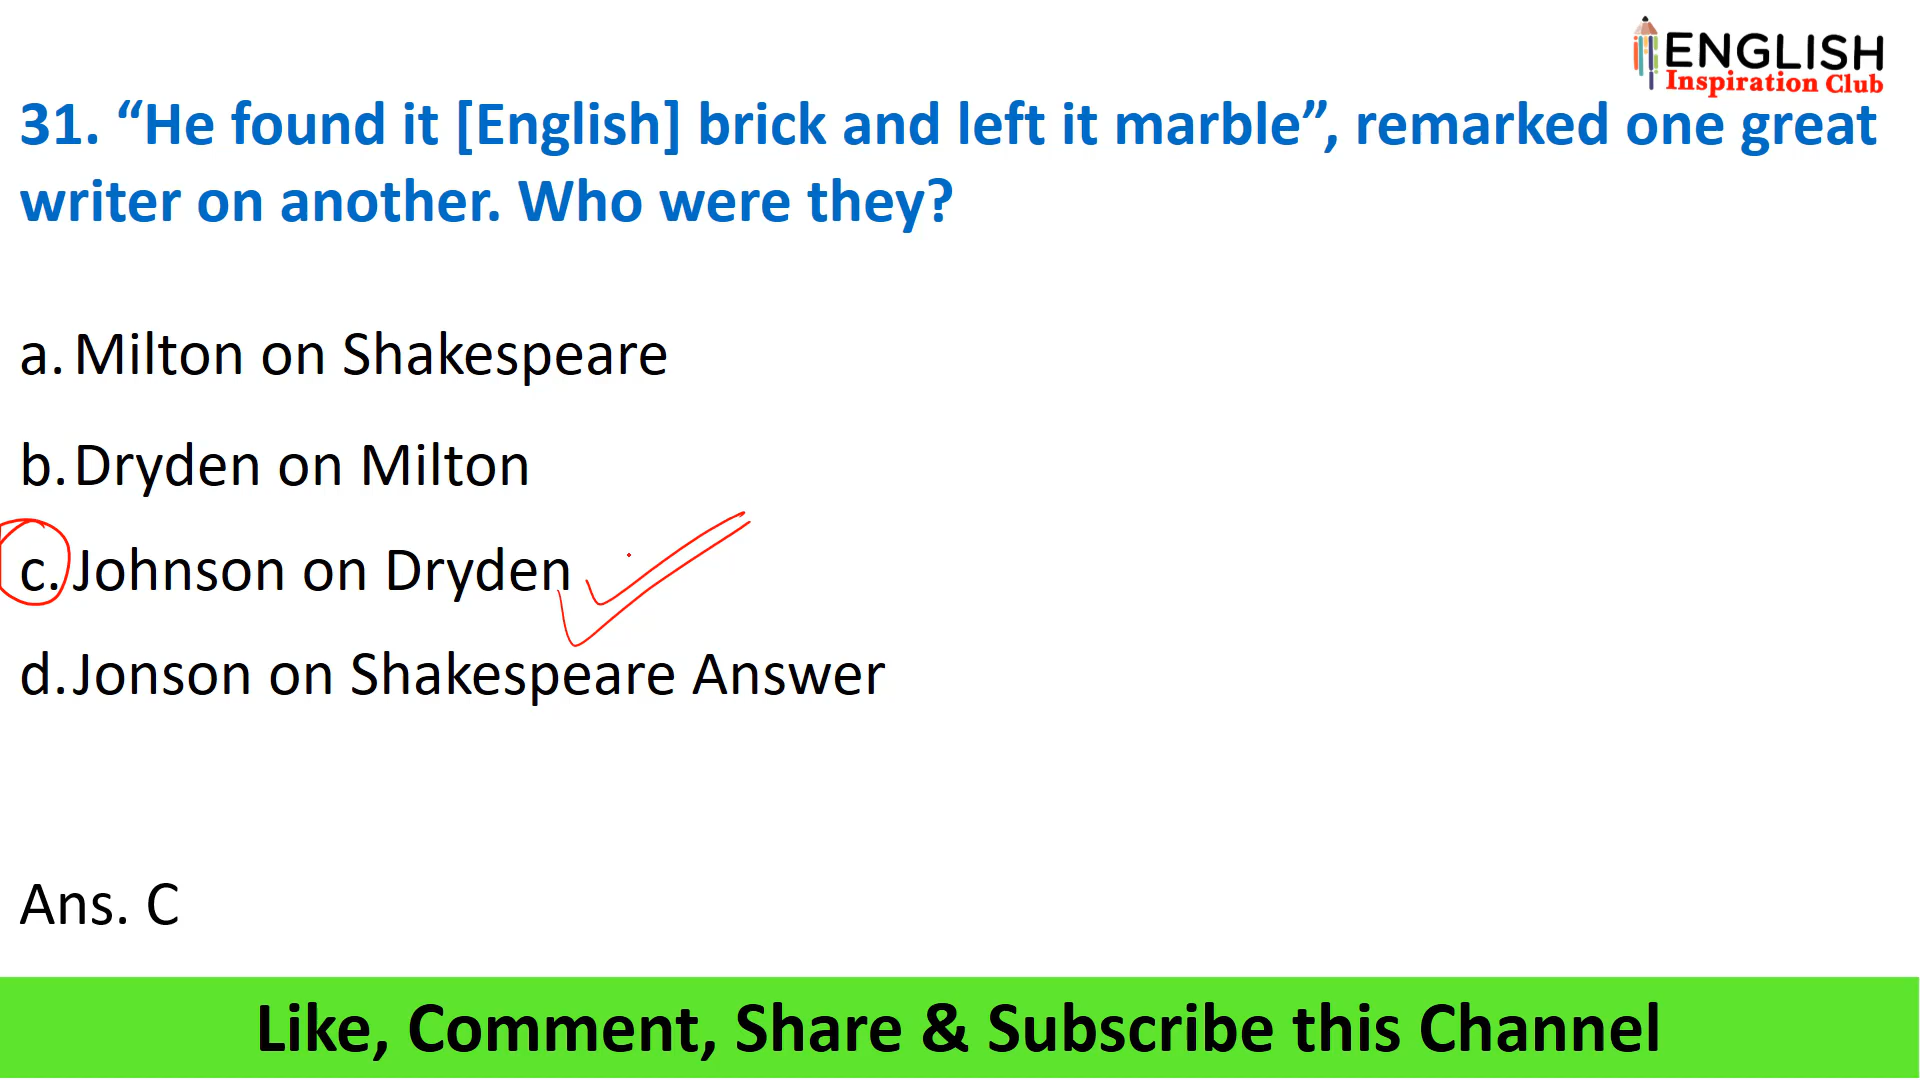 ENGLISH
Inspiration Club
31. “He found it [English] brick and left it marble”, remarked one great
writer on another. Who were they?
a. Milton on Shakespeare
b. Dryden on Milton
c. Johnson on Dryden
d. Jonson on Shakespeare Answer
Ans. C
Like, Comment, Share & Subscribe this Channel